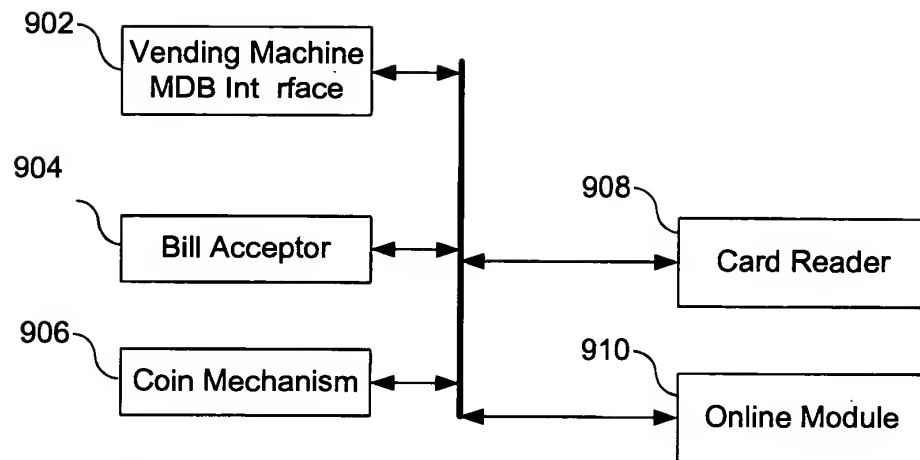 902
Vending Machine
MDB Int rface
904
Bill Acceptor
908
Card Reader
906
Coin Mechanism
910
Online Module